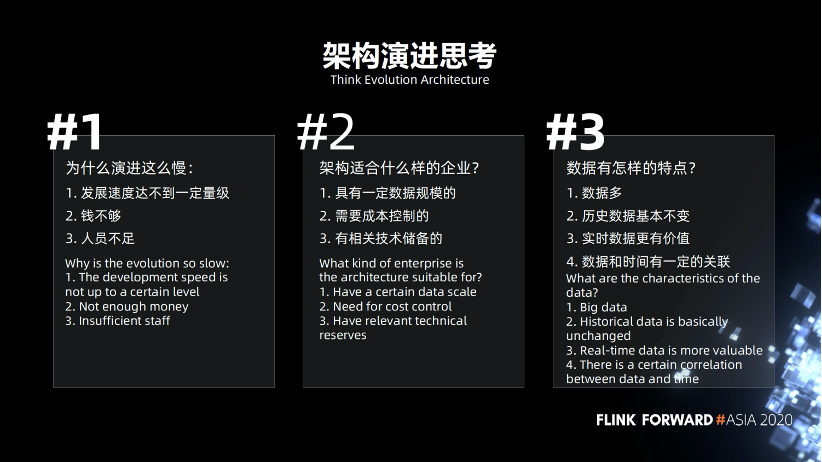 架构演进思考
Think Evolution Architecture
#1
为什么演进这么慢：
1. 发展速度达不到一定量级
2. 钱不够
3. 人员不足
Why is the evolution so slow:
1. The development speed is
not up to a certain level
2. Not enough money
3. Insufficient staff
#2
架构适合什么样的企业？
1. 具有一定数据规模的
2. 需要成本控制的
3. 有相关技术储备的
What kind of enterprise is
the architecture suitable for?
1. Have a certain data scale
2. Need for cost control
3. Have relevant technical
reserves
#3
数据有怎样的特点？
1. 数据多
2. 历史数据基本不变
3. 实时数据更有价值
4. 数据和时间有一定的关联
What are the characteristics of the
data?
1. Big data
2. Historical data is basically
unchanged
3. Real-time data is more valuable
4. There is a certain correlation
between data and time
FLINK FORWARD #ASIA 2020